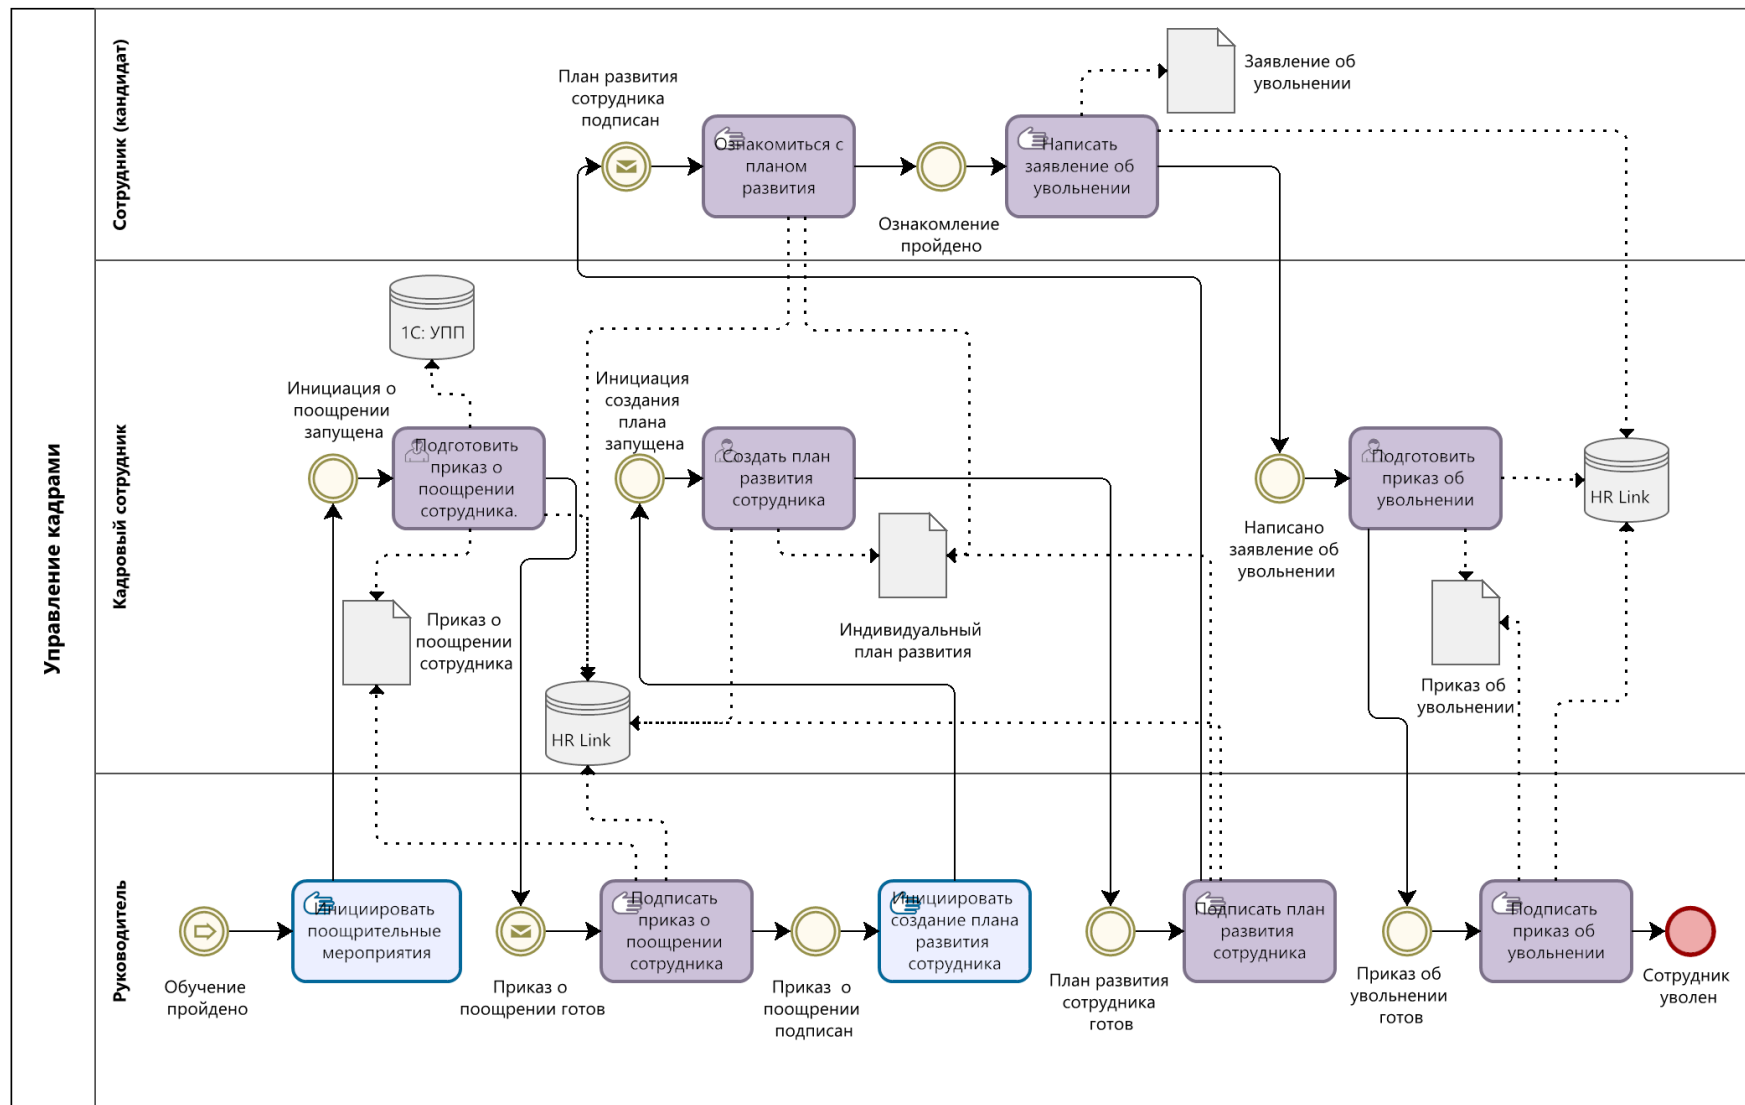 Управление кадрами
Сотрудник (кандидат)
План развития
сотрудника
подписан
Ознакомиться с
планом
развития
Ознакомление
пройдено
Написать
заявление об
увольнении
Заявление об
увольнении
Кадровый сотрудник
1С: УПП
Инициация о
поощрении
запущена
Подготовить
приказ о
поощрении
сотрудника.
Приказ о
поощрении
сотрудника
HR Link
Инициация
создания
плана
запущена
Создать план
развития
сотрудника
Индивидуальный
план развития
Написано
заявление об
увольнении
Подготовить
приказ об
увольнении
HR Link
Приказ об
увольнении
Руководитель
Обучение
пройдено
Инициировать
поощрительные
мероприятия
Приказ о
поощрении готов
Подписать
приказ о
поощрении
сотрудника
Приказ о
поощрении
подписан
Инициировать
создание плана
развития
сотрудника
План развития
сотрудника
готов
Подписать план
развития
сотрудника
Приказ об
увольнении
готов
Подписать
приказ об
увольнении
Сотрудник
уволен